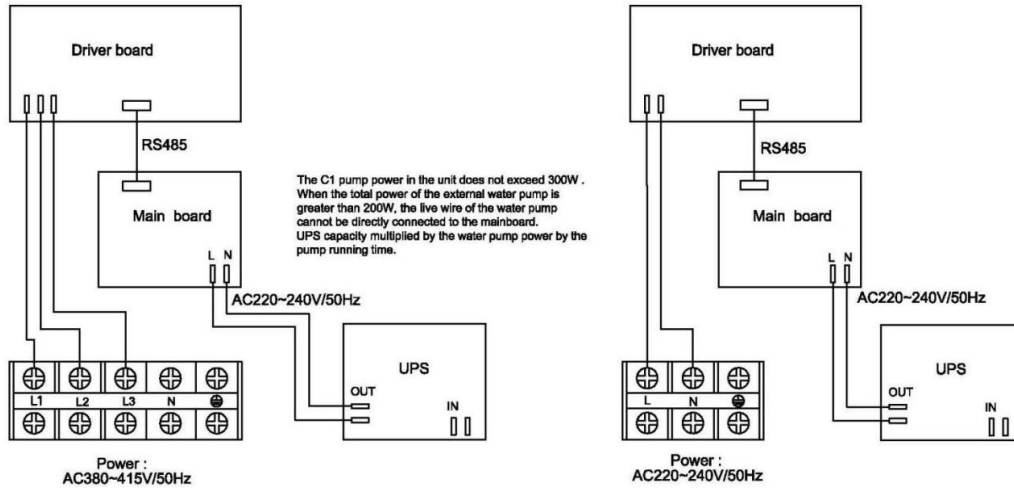 Driver board
RS485
Main board
L N
AC220~240V/50Hz
UPS
OUT
IN
L1 L2 L3 N
Power :
AC380~415V/50Hz
The C1 pump power in the unit does not exceed 300W .
When the total power of the external water pump is
greater than 200W, the live wire of the water pump
cannot be directly connected to the mainboard.
UPS capacity multiplied by the water pump power by the
pump running time.
Driver board
RS485
Main board
L N
AC220~240V/50Hz
UPS
OUT
IN
L N
Power :
AC220~240V/50Hz